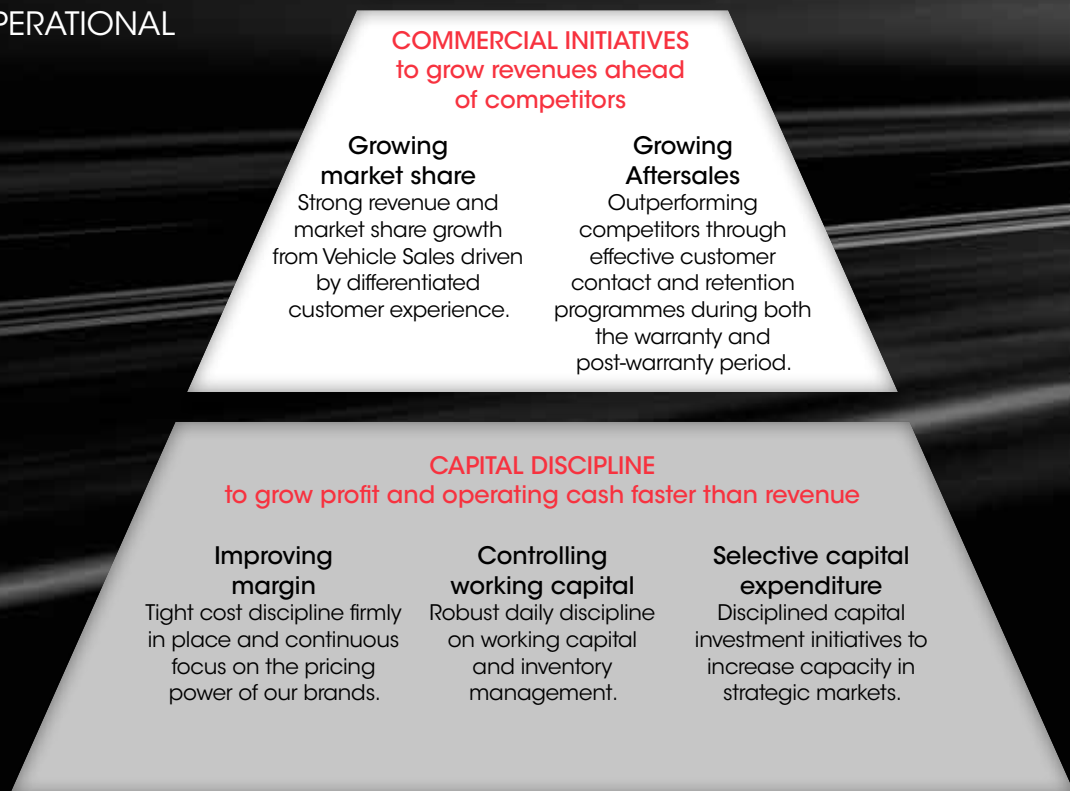 PERATIONAL
COMMERCIAL INITIATIVES
to grow revenues ahead
of competitors
Growing
market share
Strong revenue and
market share growth
from Vehicle Sales driven
by differentiated
customer experience.
Growing
Aftersales
Outperforming
competitors through
effective customer
contact and retention
programmes during both
the warranty and
post-warranty period.
CAPITAL DISCIPLINE
to grow profit and operating cash faster than revenue
Improving
margin
Tight cost discipline firmly
in place and continuous
focus on the pricing
power of our brands.
Controlling
working capital
Robust daily discipline
on working capital
and inventory
management.
Selective capital
expenditure
Disciplined capital
investment initiatives to
increase capacity in
strategic markets.